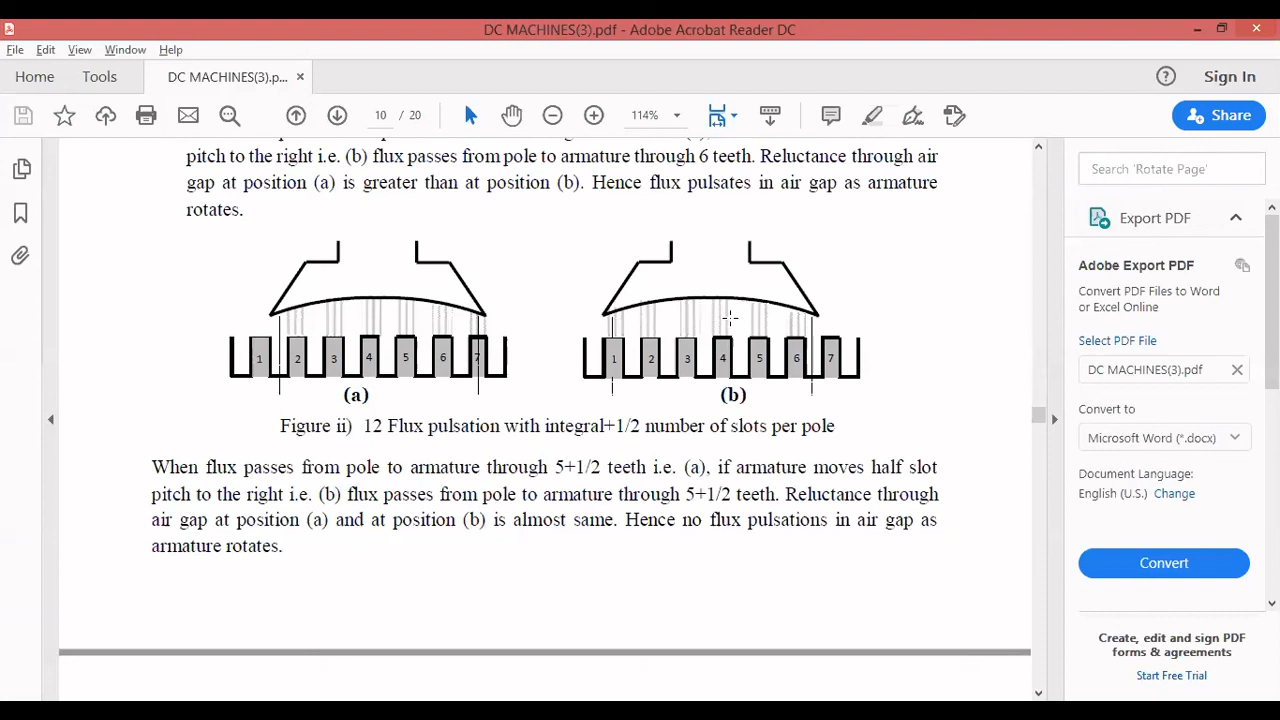 DC MACHINES(3).pdf - Adobe Acrobat Reader DC
File Edit View Window Help
Home Tools DC MACHINES(3).p... ×
Sign In
10 / 20
114%
Share
pitch to the right i.e. (b) flux passes from pole to armature through 6 teeth. Reluctance through air
gap at position (a) is greater than at position (b). Hence flux pulsates in air gap as armature
rotates.
1 2 3 4 5 6 7
1 2 3 4 5 6 7
(a)
(b)
Figure ii) 12 Flux pulsation with integral+1/2 number of slots per pole
When flux passes from pole to armature through 5+1/2 teeth i.e. (a), if armature moves half slot
pitch to the right i.e. (b) flux passes from pole to armature through 5+1/2 teeth. Reluctance through
air gap at position (a) and at position (b) is almost same. Hence no flux pulsations in air gap as
armature rotates.
Search 'Rotate Page'
Export PDF
Adobe Export PDF
Convert PDF Files to Word
or Excel Online
Select PDF File
DC MACHINES(3).pdf
Convert to
Microsoft Word (*.docx)
Document Language:
English (U.S.) Change
Convert
Create, edit and sign PDF
forms & agreements
Start Free Trial